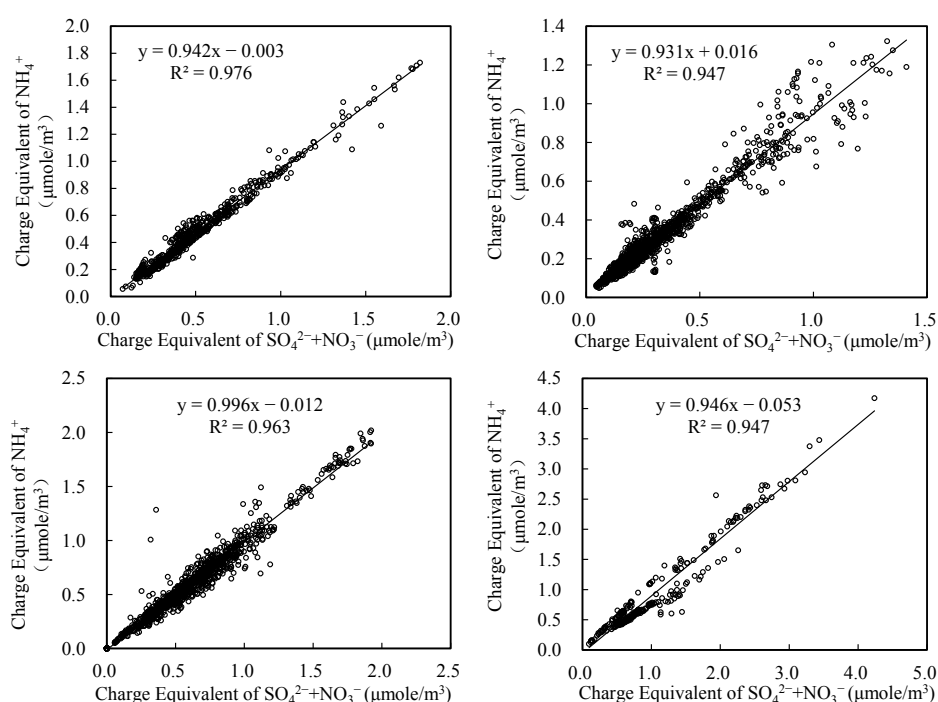 2.0
1.8
1.6
1.4
1.2
1.0
0.8
0.6
0.4
0.2
0.0
y = 0.942x − 0.003
R² = 0.976
0.5 1.0 1.5 2.0
Charge Equivalent of NH₄⁺
(μmole/m³)
Charge Equivalent of SO₄²⁻+NO₃⁻ (μmole/m³)
1.4
1.2
1.0
0.8
0.6
0.4
0.2
0.0
y = 0.931x + 0.016
R² = 0.947
0.0 0.5 1.0 1.5
Charge Equivalent of NH₄⁺
(μmole/m³)
Charge Equivalent of SO₄²⁻+NO₃⁻ (μmole/m³)
2.5
2.0
1.5
1.0
0.5
0.0
y = 0.996x − 0.012
R² = 0.963
0.0 0.5 1.0 1.5 2.0 2.5
Charge Equivalent of NH₄⁺
(μmole/m³)
Charge Equivalent of SO₄²⁻+NO₃⁻ (μmole/m³)
4.5
4.0
3.5
3.0
2.5
2.0
1.5
1.0
0.5
0.0
y = 0.946x − 0.053
R² = 0.947
0.0 1.0 2.0 3.0 4.0 5.0
Charge Equivalent of NH₄⁺
(μmole/m³)
Charge Equivalent of SO₄²⁻+NO₃⁻ (μmole/m³)